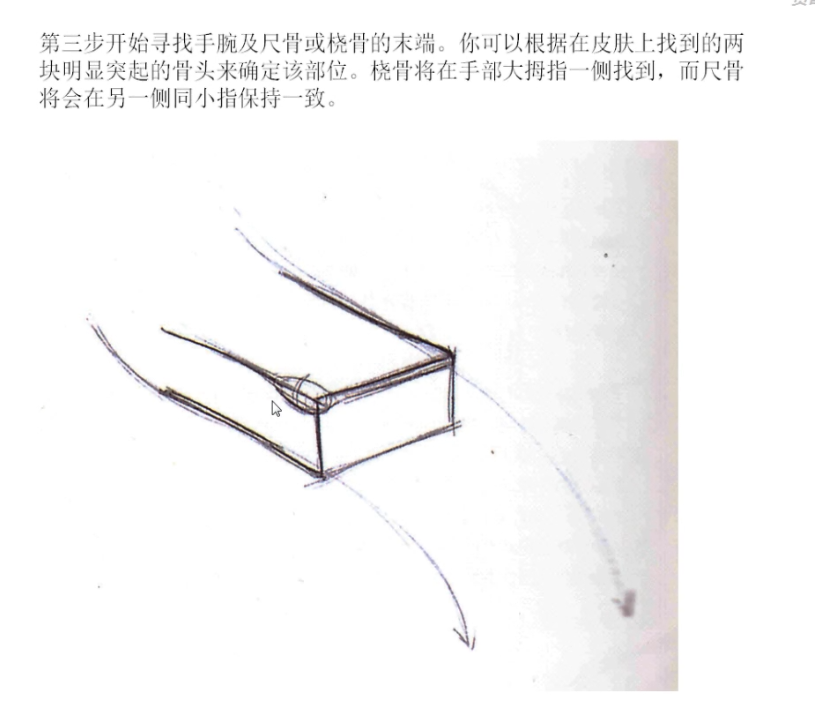 第三步开始寻找手腕及尺骨或桡骨的末端。你可以根据在皮肤上找到的两
块明显突起的骨头来确定该部位。桡骨将在手部大拇指一侧找到，而尺骨
将会在另一侧同小指保持一致。